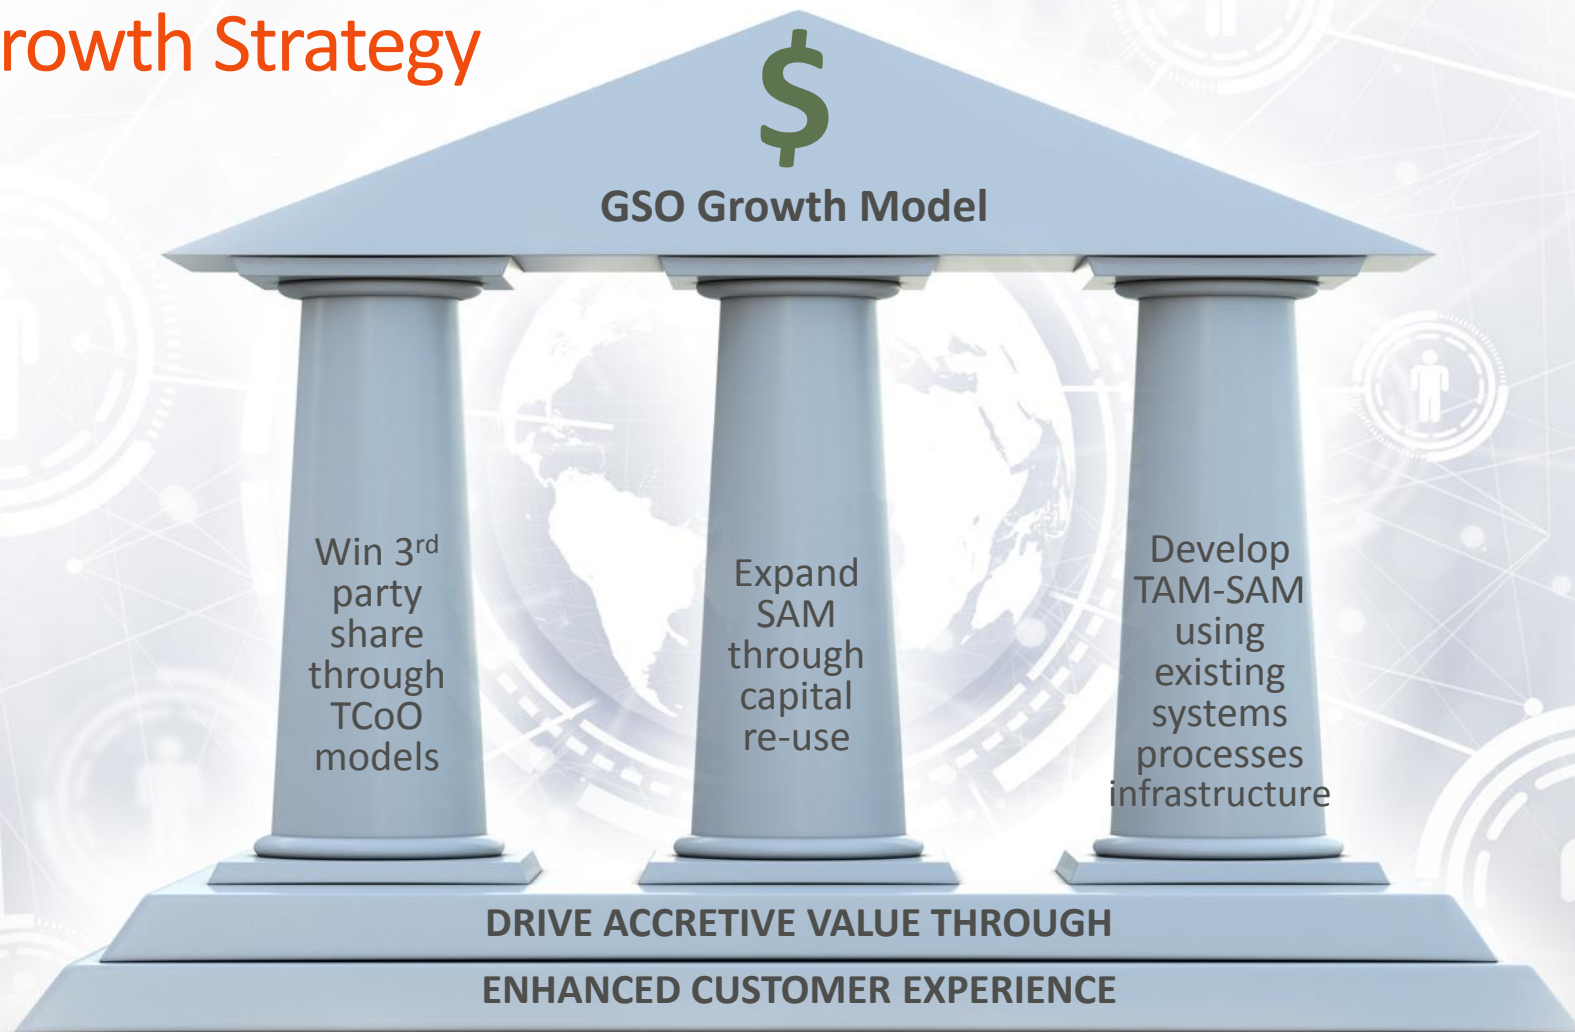 rowth Strategy
$
GSO Growth Model
Win 3rd
party
share
through
TCoO
models
Expand
SAM
through
capital
re-use
Develop
TAM-SAM
using
existing
systems
processes
infrastructure
DRIVE ACCRETIVE VALUE THROUGH
ENHANCED CUSTOMER EXPERIENCE